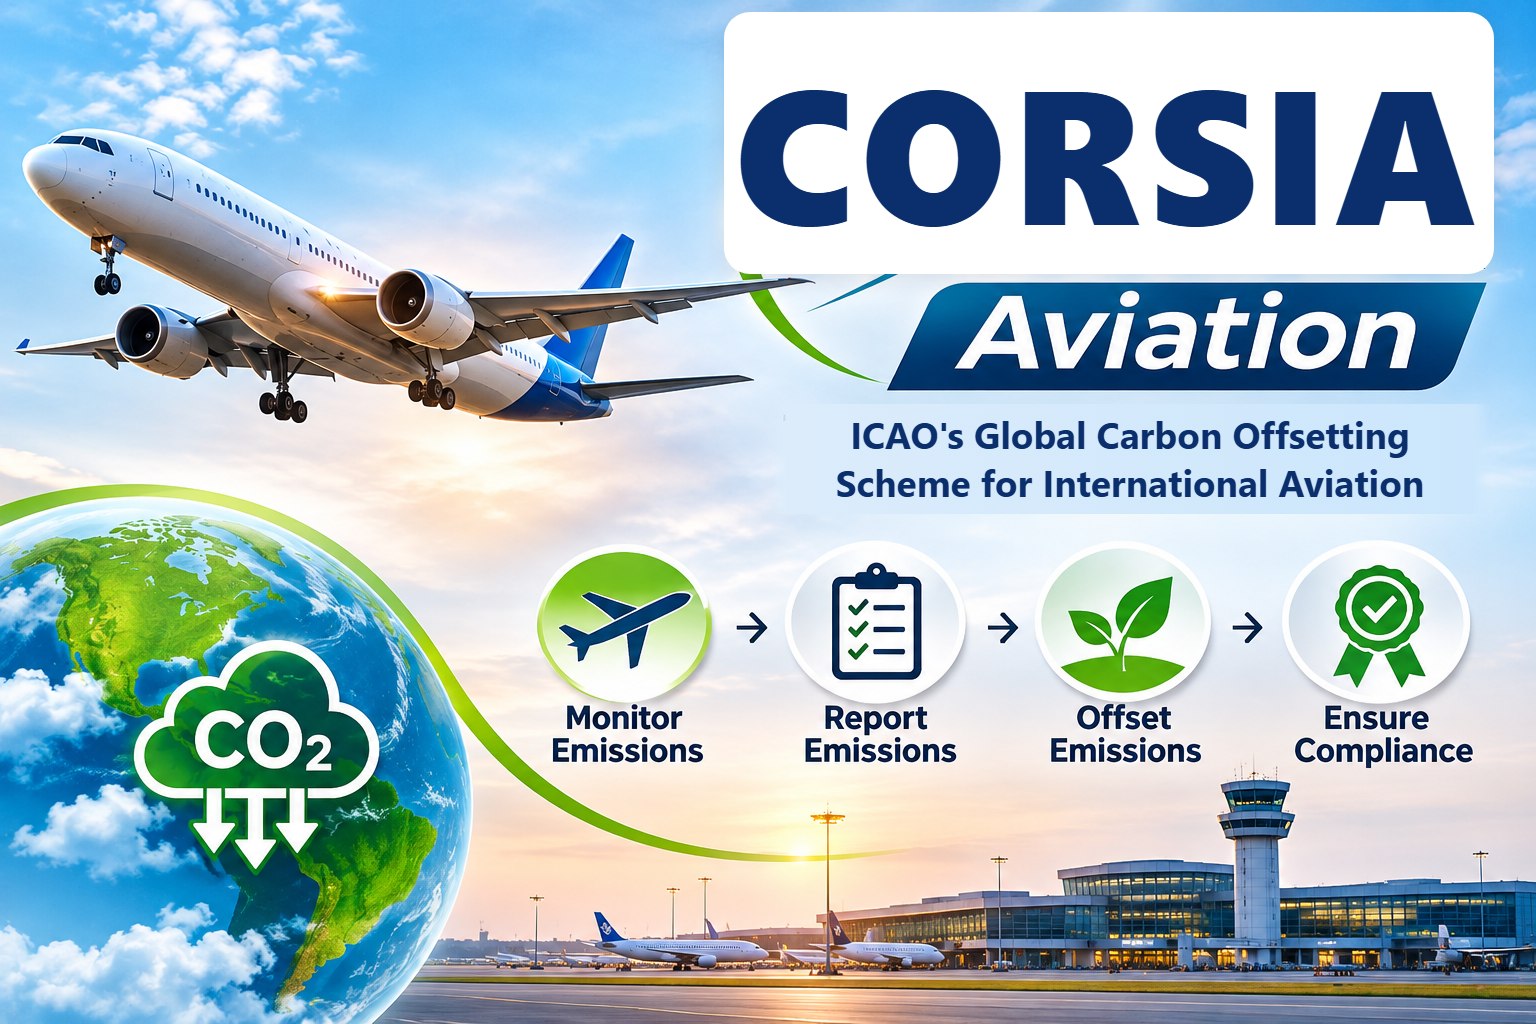 CORSIA
Aviation
ICAO's Global Carbon Offsetting
Scheme for International Aviation
Monitor
Emissions
Report
Emissions
Offset
Emissions
Ensure
Compliance
CO₂